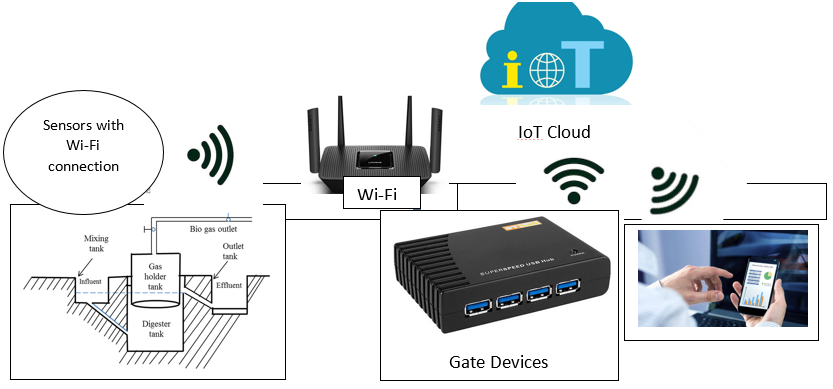 iOT
IoT Cloud
Sensors with
Wi-Fi
connection
Wi-Fi
Bio gas outlet
Mixing
tank
Outlet
tank
Gas
holder
tank
Influent
Effluent
Digester
tank
SUPERSPEED USB Hub
Gate Devices